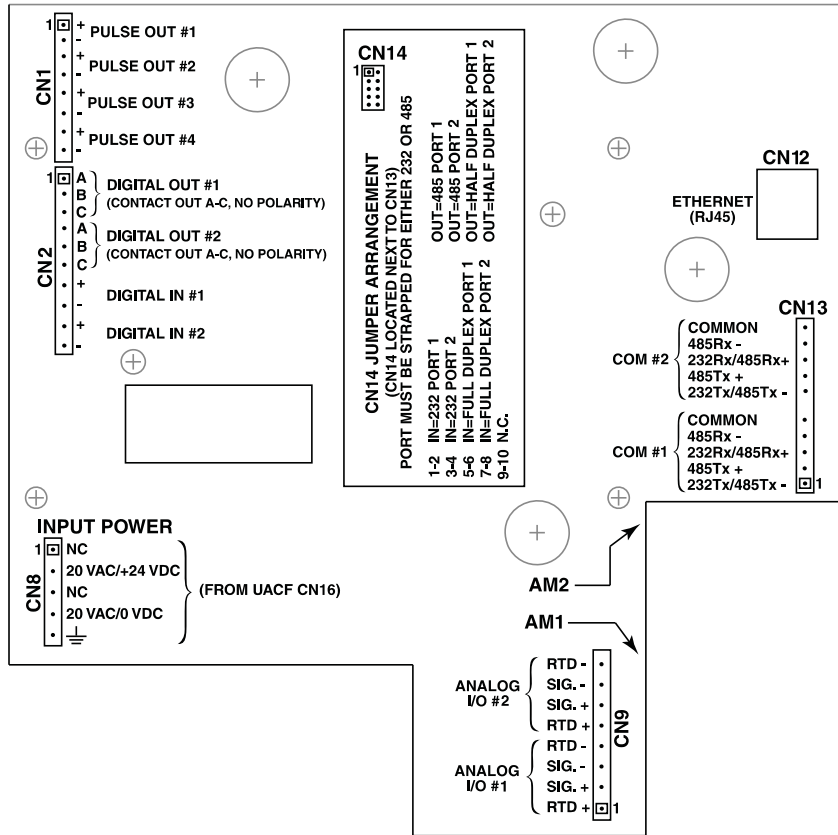 CN1
1 + PULSE OUT #1
-
+ PULSE OUT #2
-
+ PULSE OUT #3
-
+ PULSE OUT #4
-
CN2
1 A DIGITAL OUT #1
B (CONTACT OUT A-C, NO POLARITY)
C
A DIGITAL OUT #2
B (CONTACT OUT A-C, NO POLARITY)
C
+ DIGITAL IN #1
-
+ DIGITAL IN #2
-
CN14
1
CN14 JUMPER ARRANGEMENT
(CN14 LOCATED NEXT TO CN13)
PORT MUST BE STRAPPED FOR EITHER 232 OR 485
1-2 IN=232 PORT 1 OUT=485 PORT 1
3-4 IN=232 PORT 2 OUT=485 PORT 2
5-6 IN=FULL DUPLEX PORT 1 OUT=HALF DUPLEX PORT 1
7-8 IN=FULL DUPLEX PORT 2 OUT=HALF DUPLEX PORT 2
9-10 N.C.
CN12
ETHERNET
(RJ45)
CN13
COM #2
COMMON
485Rx -
232Rx/485Rx+
485Tx +
232Tx/485Tx -
COM #1
COMMON
485Rx -
232Rx/485Rx+
485Tx +
232Tx/485Tx - 1
INPUT POWER
CN8
1 NC
20 VAC/+24 VDC
NC
20 VAC/0 VDC
(FROM UACF CN16)
AM2
AM1
CN9
ANALOG
I/O #2
RTD -
SIG. -
SIG. +
RTD +
ANALOG
I/O #1
RTD -
SIG. -
SIG. +
RTD + 1